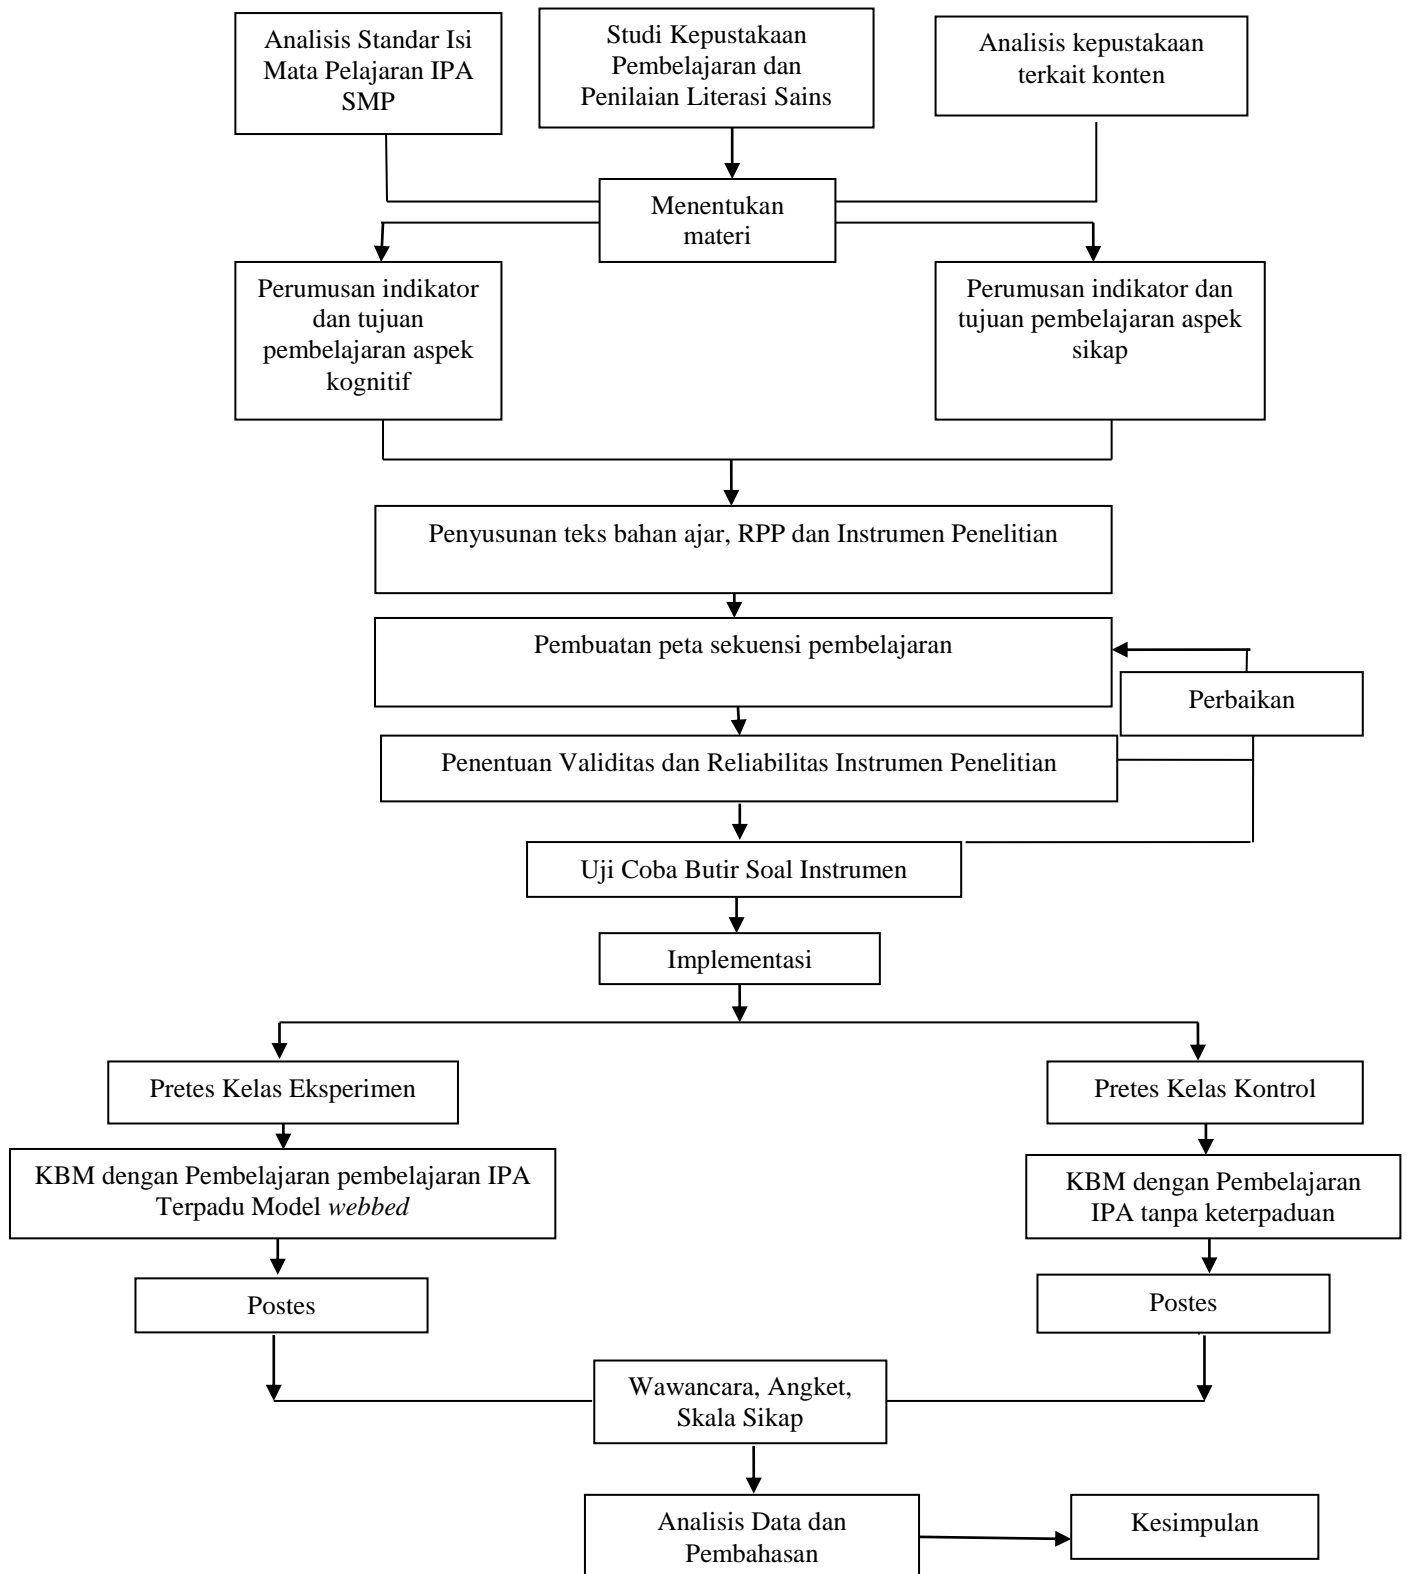 Analisis Standar Isi
Mata Pelajaran IPA
SMP
Studi Kepustakaan
Pembelajaran dan
Penilaian Literasi Sains
Analisis kepustakaan
terkait konten
Menentukan
materi
Perumusan indikator
dan tujuan
pembelajaran aspek
kognitif
Perumusan indikator dan
tujuan pembelajaran aspek
sikap
Penyusunan teks bahan ajar, RPP dan Instrumen Penelitian
Pembuatan peta sekuensi pembelajaran
Perbaikan
Penentuan Validitas dan Reliabilitas Instrumen Penelitian
Uji Coba Butir Soal Instrumen
Implementasi
Pretes Kelas Eksperimen
Pretes Kelas Kontrol
KBM dengan Pembelajaran pembelajaran IPA
Terpadu Model webbed
KBM dengan Pembelajaran
IPA tanpa keterpaduan
Postes
Postes
Wawancara, Angket,
Skala Sikap
Analisis Data dan
Pembahasan
Kesimpulan